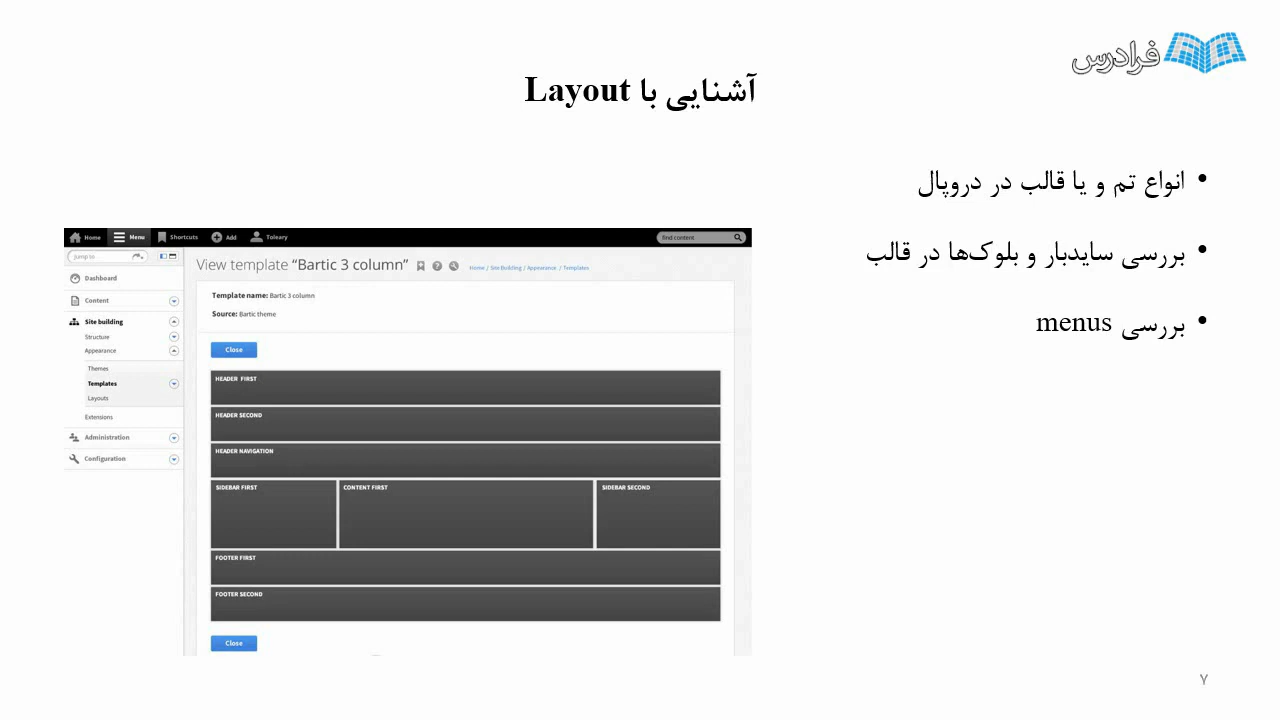 فرادرس
آشنایی با Layout
• انواع تم و یا قالب در دروپال
• بررسی سایدبار و بلوک‌ها در قالب
• بررسی menus
Home Menu Shortcuts Add Toleary find content
Jump to
Dashboard
Content
Site building
Structure
Appearance
Themes
Templates
Layouts
Extensions
Administration
Configuration
View template “Bartic 3 column”
Home / Site Building / Appearance / Templates
Template name: Bartic 3 column
Source: Bartic theme
Close
HEADER FIRST
HEADER SECOND
HEADER NAVIGATION
SIDEBAR FIRST CONTENT FIRST SIDEBAR SECOND
FOOTER FIRST
FOOTER SECOND
Close
۷